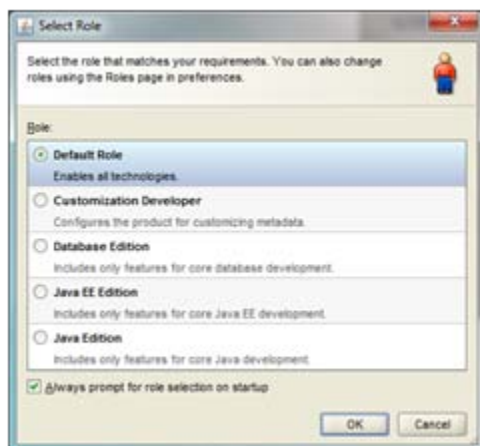 Select Role
Select the role that matches your requirements. You can also change
roles using the Roles page in preferences.
Role:
Default Role
Enables all technologies.
Customization Developer
Configures the product for customizing metadata.
Database Edition
Includes only features for core database development.
Java EE Edition
Includes only features for core Java EE development.
Java Edition
Includes only features for core Java development.
Always prompt for role selection on startup
OK
Cancel